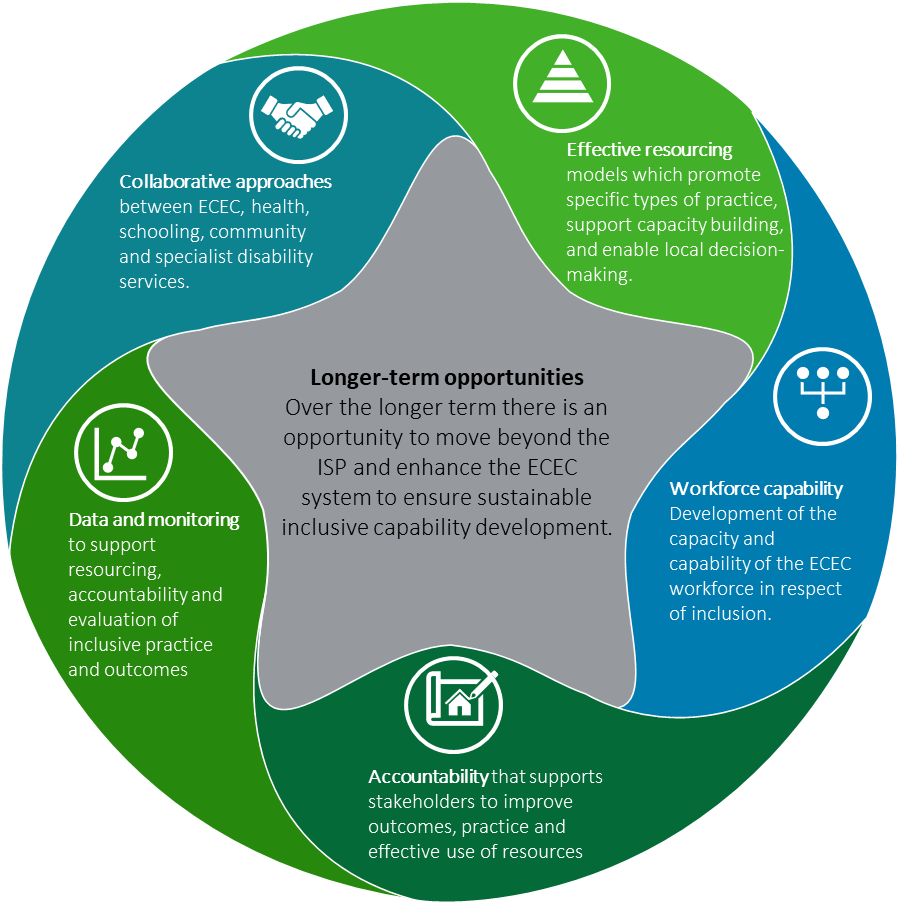 Collaborative approaches
between ECEC, health,
schooling, community
and specialist disability
services.
Effective resourcing
models which promote
specific types of practice,
support capacity building,
and enable local decision-
making.
Longer-term opportunities
Over the longer term there is an
opportunity to move beyond the
ISP and enhance the ECEC
system to ensure sustainable
inclusive capability development.
Workforce capability
Development of the
capacity and
capability of the ECEC
workforce in respect
of inclusion.
Data and monitoring
to support
resourcing,
accountability and
evaluation of
inclusive practice
and outcomes
Accountability that supports
stakeholders to improve
outcomes, practice and
effective use of resources